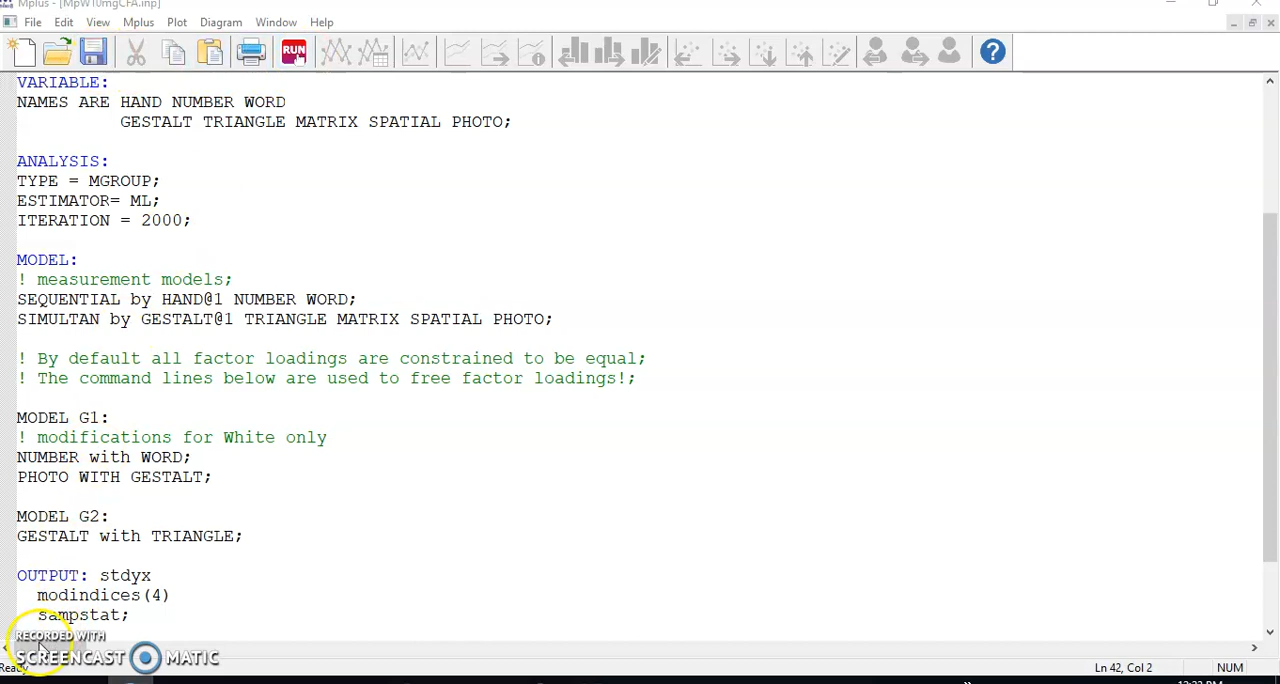 Mplus - [MpW10mgCFA.inp]
File Edit View Mplus Plot Diagram Window Help
RUN
VARIABLE:
NAMES ARE HAND NUMBER WORD
GESTALT TRIANGLE MATRIX SPATIAL PHOTO;
ANALYSIS:
TYPE = MGROUP;
ESTIMATOR= ML;
ITERATION = 2000;
MODEL:
! measurement models;
SEQUENTIAL by HAND@1 NUMBER WORD;
SIMULTAN by GESTALT@1 TRIANGLE MATRIX SPATIAL PHOTO;
! By default all factor loadings are constrained to be equal;
! The command lines below are used to free factor loadings!;
MODEL G1:
! modifications for White only
NUMBER with WORD;
PHOTO WITH GESTALT;
MODEL G2:
GESTALT with TRIANGLE;
OUTPUT: stdyx
modindices(4)
sampstat;
RECORDED WITH
SCREENCAST MATIC
Ready
Ln 42, Col 2 NUM